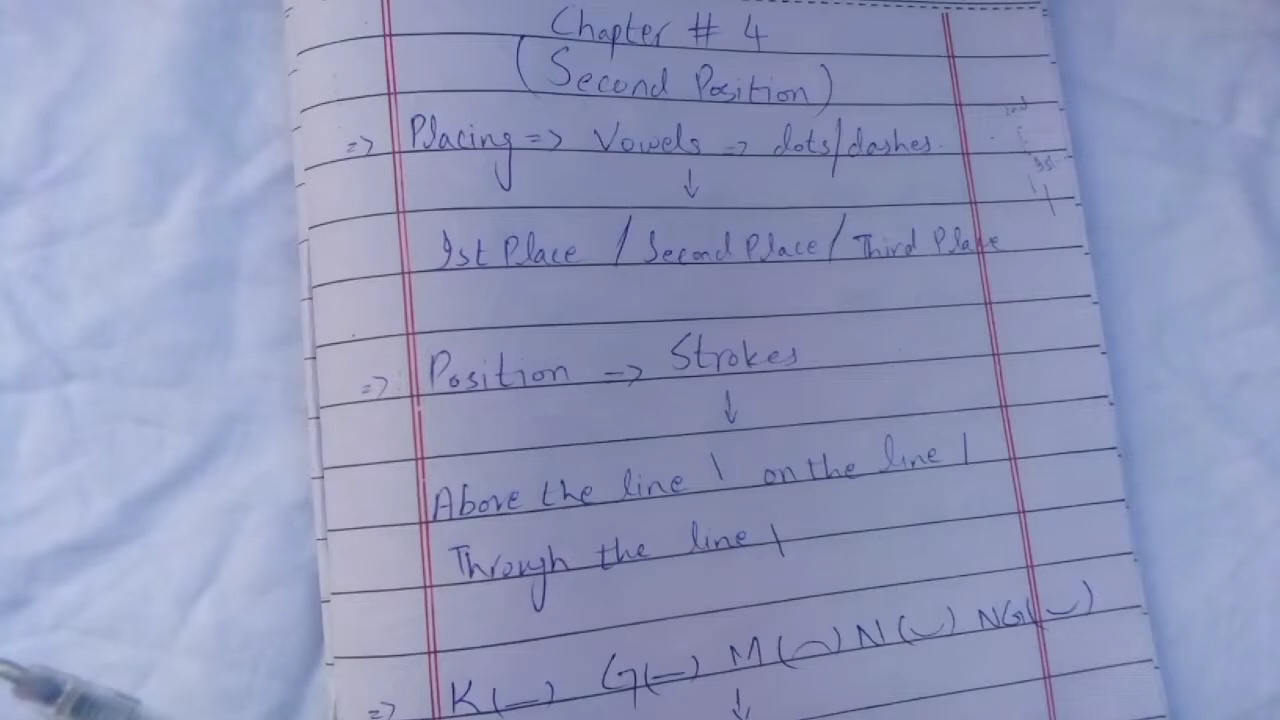 Chapter # 4
(Second Position)
=> Placing => Vowels -> dots/dashes.
↓
1st Place / Second Place / Third Place
=> Position -> Strokes
↓
Above the line \ on the line |
Through the line \
=> K(—) G(—) M(⌒) N(⌣) NG(⌣)
↓